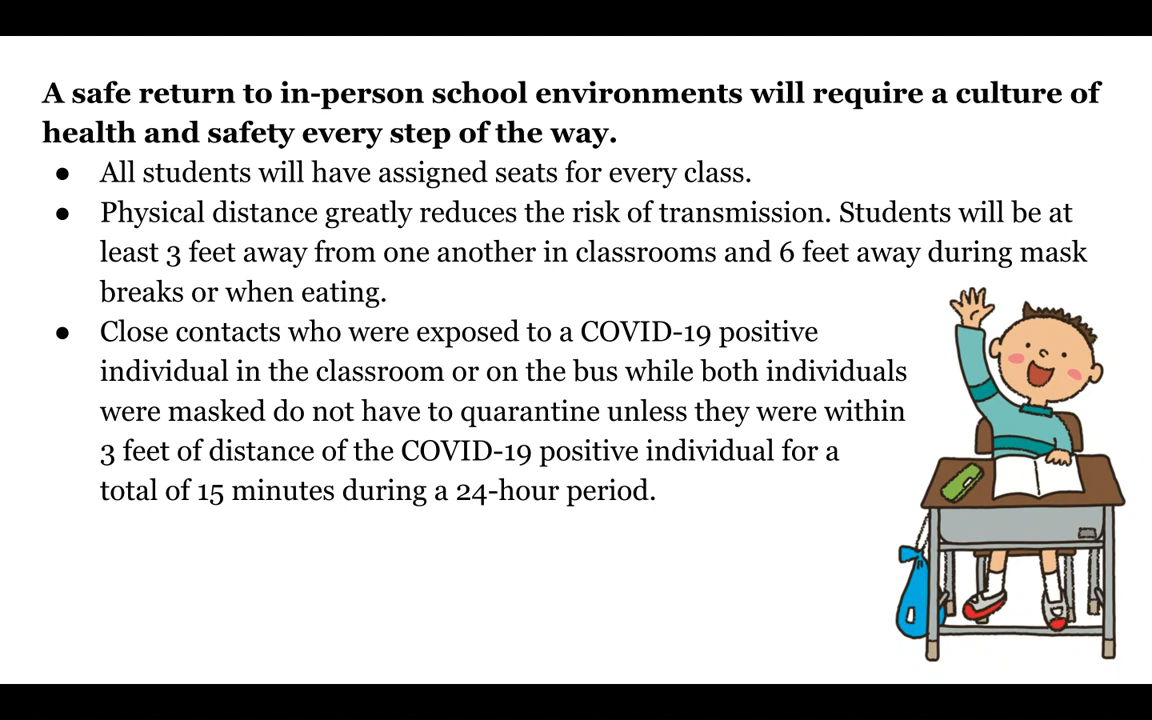 A safe return to in-person school environments will require a culture of
health and safety every step of the way.
● All students will have assigned seats for every class.
● Physical distance greatly reduces the risk of transmission. Students will be at
least 3 feet away from one another in classrooms and 6 feet away during mask
breaks or when eating.
● Close contacts who were exposed to a COVID-19 positive
individual in the classroom or on the bus while both individuals
were masked do not have to quarantine unless they were within
3 feet of distance of the COVID-19 positive individual for a
total of 15 minutes during a 24-hour period.